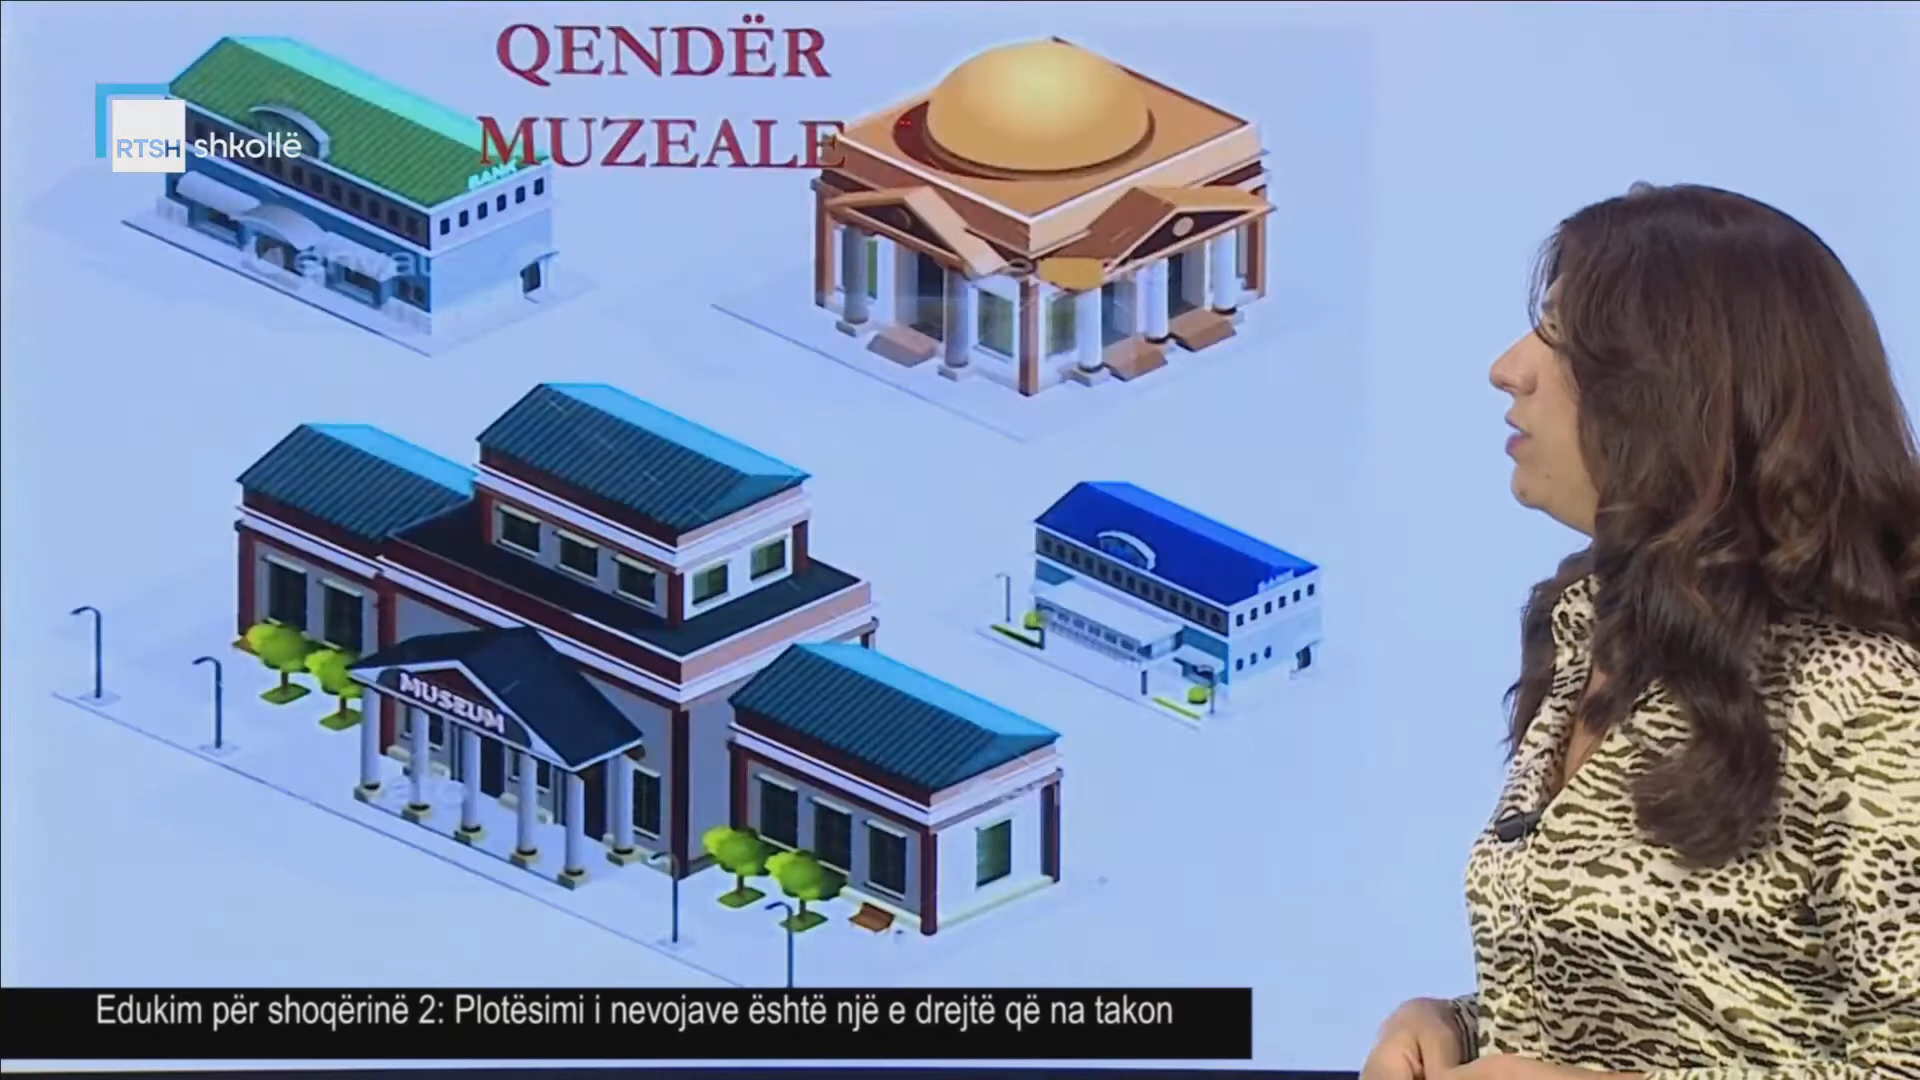 QENDËR
MUZEALE
RTSH shkollë
BANK
MUSEUM
BANK
Edukim për shoqërinë 2: Plotësimi i nevojave është një e drejtë që na takon